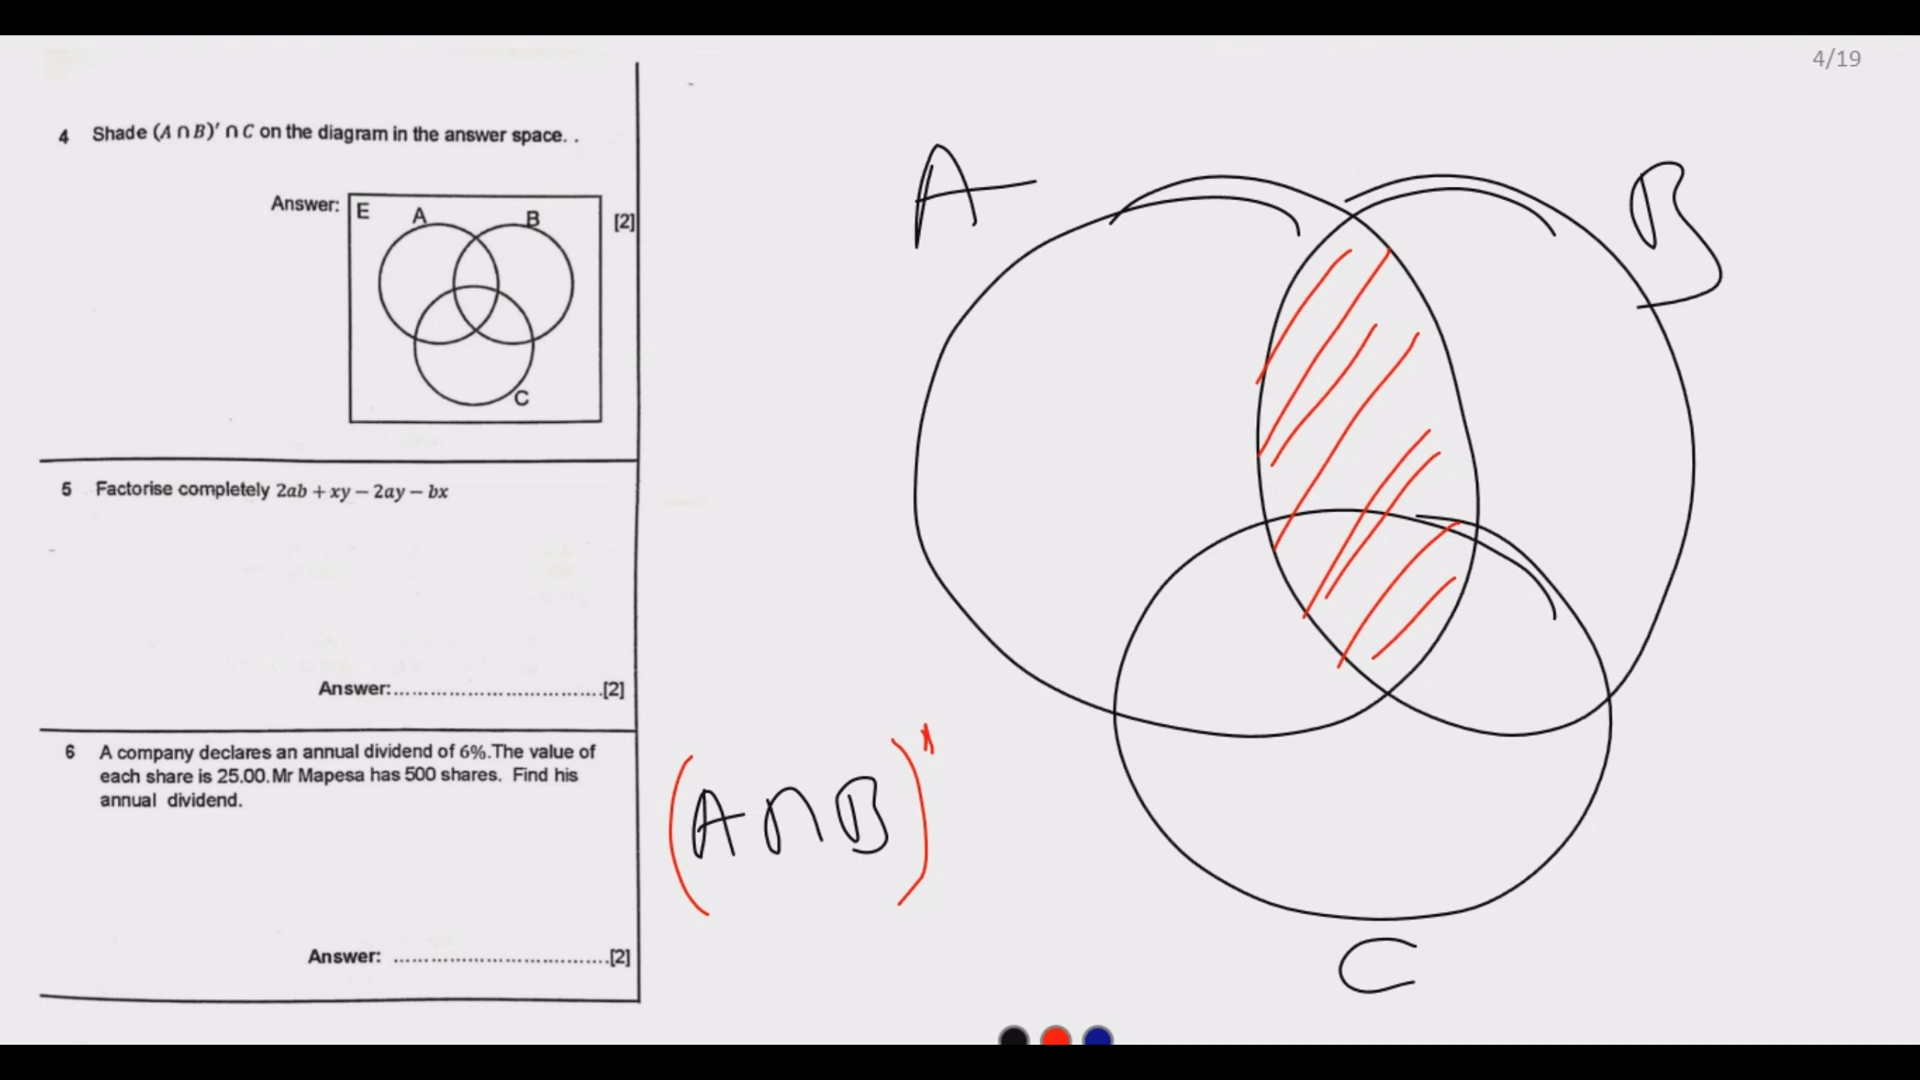 4/19
4 Shade (A ∩ B)′ ∩ C on the diagram in the answer space. .
Answer: E A B [2]
C
5 Factorise completely 2ab + xy − 2ay − bx
Answer:..................................[2]
6 A company declares an annual dividend of 6%.The value of
each share is 25.00.Mr Mapesa has 500 shares. Find his
annual dividend.
Answer: ..................................[2]
A
B
(A∩B)'
C